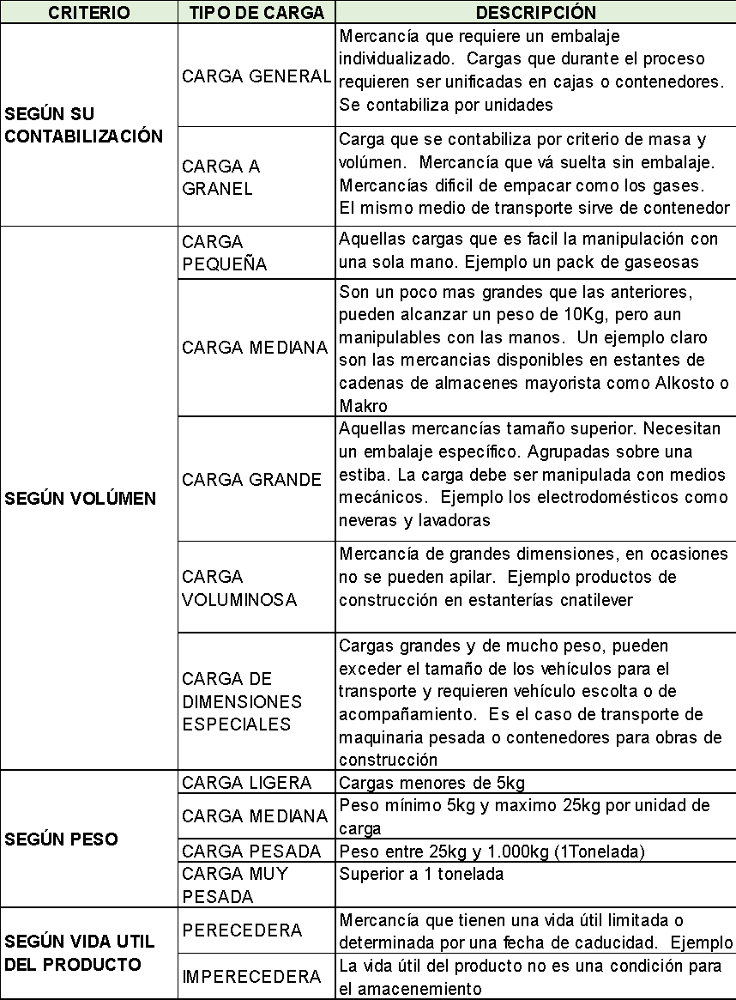 CRITERIO TIPO DE CARGA DESCRIPCIÓN
SEGÚN SU
CONTABILIZACIÓN
CARGA GENERAL
Mercancía que requiere un embalaje
individualizado. Cargas que durante el proceso
requieren ser unificadas en cajas o contenedores.
Se contabiliza por unidades
CARGA A
GRANEL
Carga que se contabiliza por criterio de masa y
volúmen. Mercancía que vá suelta sin embalaje.
Mercancías dificil de empacar como los gases.
El mismo medio de transporte sirve de contenedor
SEGÚN VOLÚMEN
CARGA
PEQUEÑA
Aquellas cargas que es facil la manipulación con
una sola mano. Ejemplo un pack de gaseosas
CARGA MEDIANA
Son un poco mas grandes que las anteriores,
pueden alcanzar un peso de 10Kg, pero aun
manipulables con las manos. Un ejemplo claro
son las mercancias disponibles en estantes de
cadenas de almacenes mayorista como Alkosto o
Makro
CARGA GRANDE
Aquellas mercancías tamaño superior. Necesitan
un embalaje específico. Agrupadas sobre una
estiba. La carga debe ser manipulada con medios
mecánicos. Ejemplo los electrodomésticos como
neveras y lavadoras
CARGA
VOLUMINOSA
Mercancía de grandes dimensiones, en ocasiones
no se pueden apilar. Ejemplo productos de
construcción en estanterías cnatilever
CARGA DE
DIMENSIONES
ESPECIALES
Cargas grandes y de mucho peso, pueden
exceder el tamaño de los vehículos para el
transporte y requieren vehículo escolta o de
acompañamiento. Es el caso de transporte de
maquinaria pesada o contenedores para obras de
construcción
SEGÚN PESO
CARGA LIGERA
Cargas menores de 5kg
CARGA MEDIANA
Peso mínimo 5kg y maximo 25kg por unidad de
carga
CARGA PESADA
Peso entre 25kg y 1.000kg (1Tonelada)
CARGA MUY
PESADA
Superior a 1 tonelada
SEGÚN VIDA UTIL
DEL PRODUCTO
PERECEDERA
Mercancía que tienen una vida útil limitada o
determinada por una fecha de caducidad. Ejemplo
IMPERECEDERA
La vida útil del producto no es una condición para
el amacenemiento